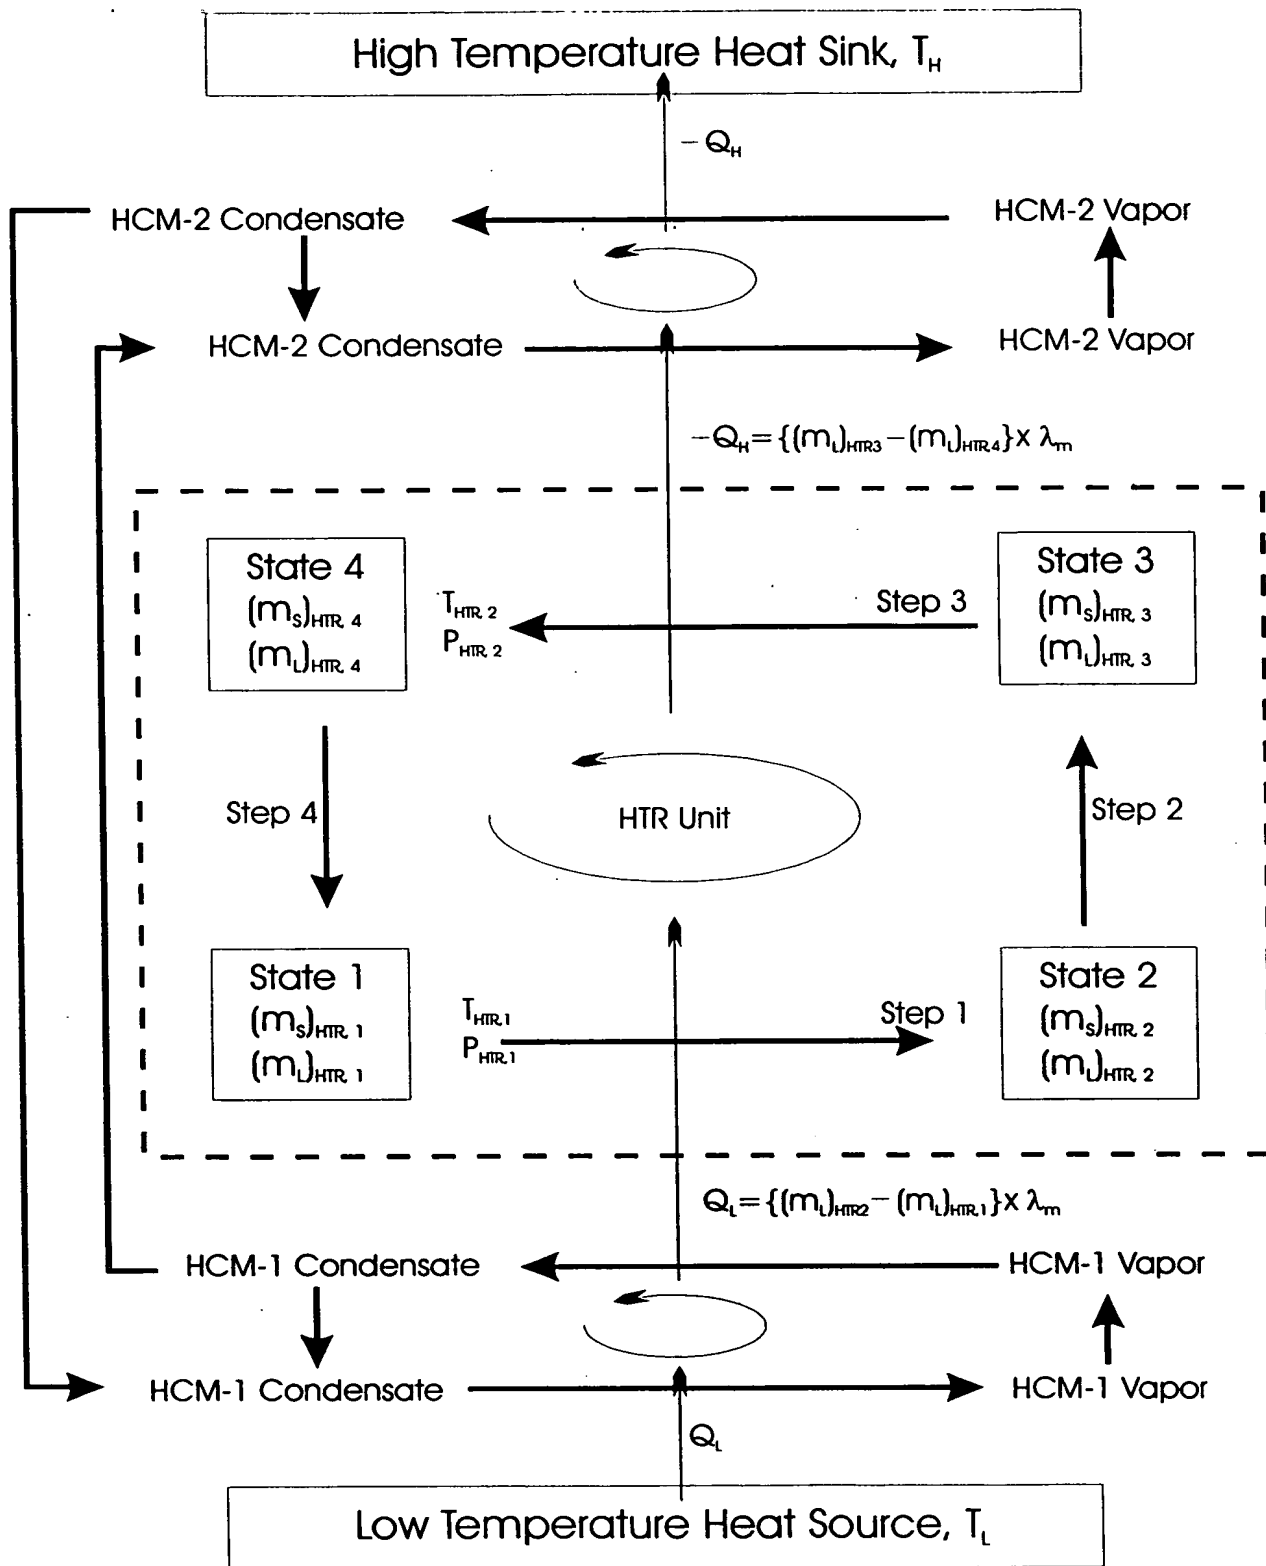 High Temperature Heat Sink, T_H
− Q_H
HCM-2 Condensate
HCM-2 Vapor
HCM-2 Condensate
HCM-2 Vapor
−Q_H={(m_L)_HTR3−(m_L)_HTR,4}x λ_m
State 4
(m_S)_HTR, 4
(m_L)_HTR, 4
T_HTR, 2
P_HTR, 2
Step 3
State 3
(m_S)_HTR, 3
(m_L)_HTR, 3
Step 4
HTR Unit
Step 2
State 1
(m_S)_HTR, 1
(m_L)_HTR, 1
T_HTR,1
P_HTR,1
Step 1
State 2
(m_S)_HTR, 2
(m_L)_HTR, 2
Q_L={(m_L)_HTR2−(m_L)_HTR,1}x λ_m
HCM-1 Condensate
HCM-1 Vapor
HCM-1 Condensate
HCM-1 Vapor
Q_L
Low Temperature Heat Source, T_L